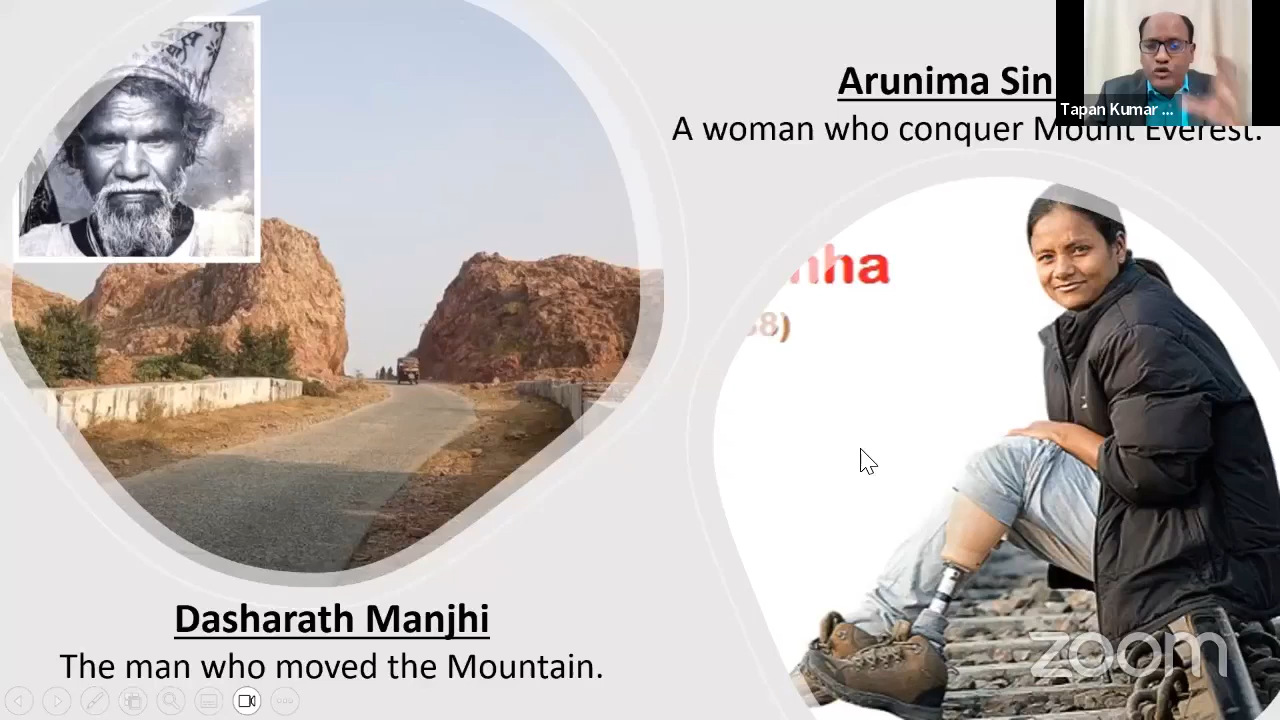 Arunima Sin
Tapan Kumar ...
A woman who conquer Mount Everest.
nha
8)
Dasharath Manjhi
The man who moved the Mountain.
zoom